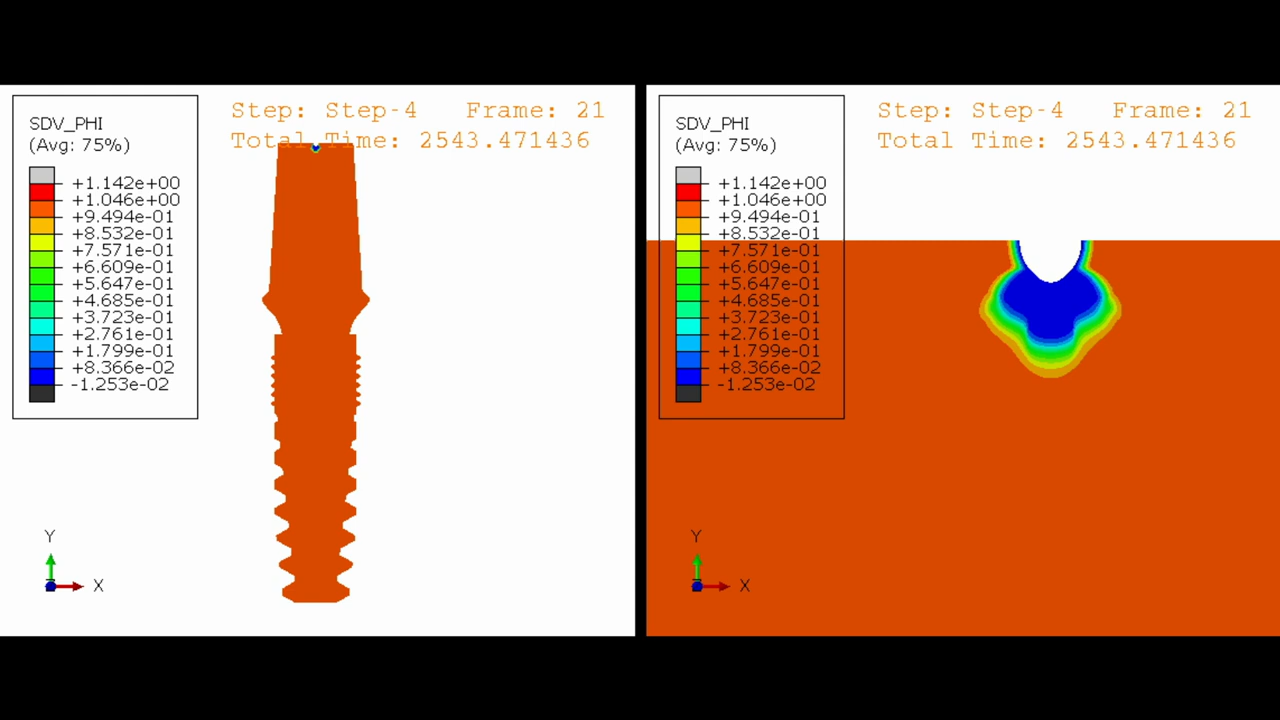 Step: Step-4 Frame: 21
Total Time: 2543.471436
SDV_PHI
(Avg: 75%)
+1.142e+00
+1.046e+00
+9.494e-01
+8.532e-01
+7.571e-01
+6.609e-01
+5.647e-01
+4.685e-01
+3.723e-01
+2.761e-01
+1.799e-01
+8.366e-02
-1.253e-02
Y
X
Step: Step-4 Frame: 21
Total Time: 2543.471436
SDV_PHI
(Avg: 75%)
+1.142e+00
+1.046e+00
+9.494e-01
+8.532e-01
+7.571e-01
+6.609e-01
+5.647e-01
+4.685e-01
+3.723e-01
+2.761e-01
+1.799e-01
+8.366e-02
-1.253e-02
Y
X